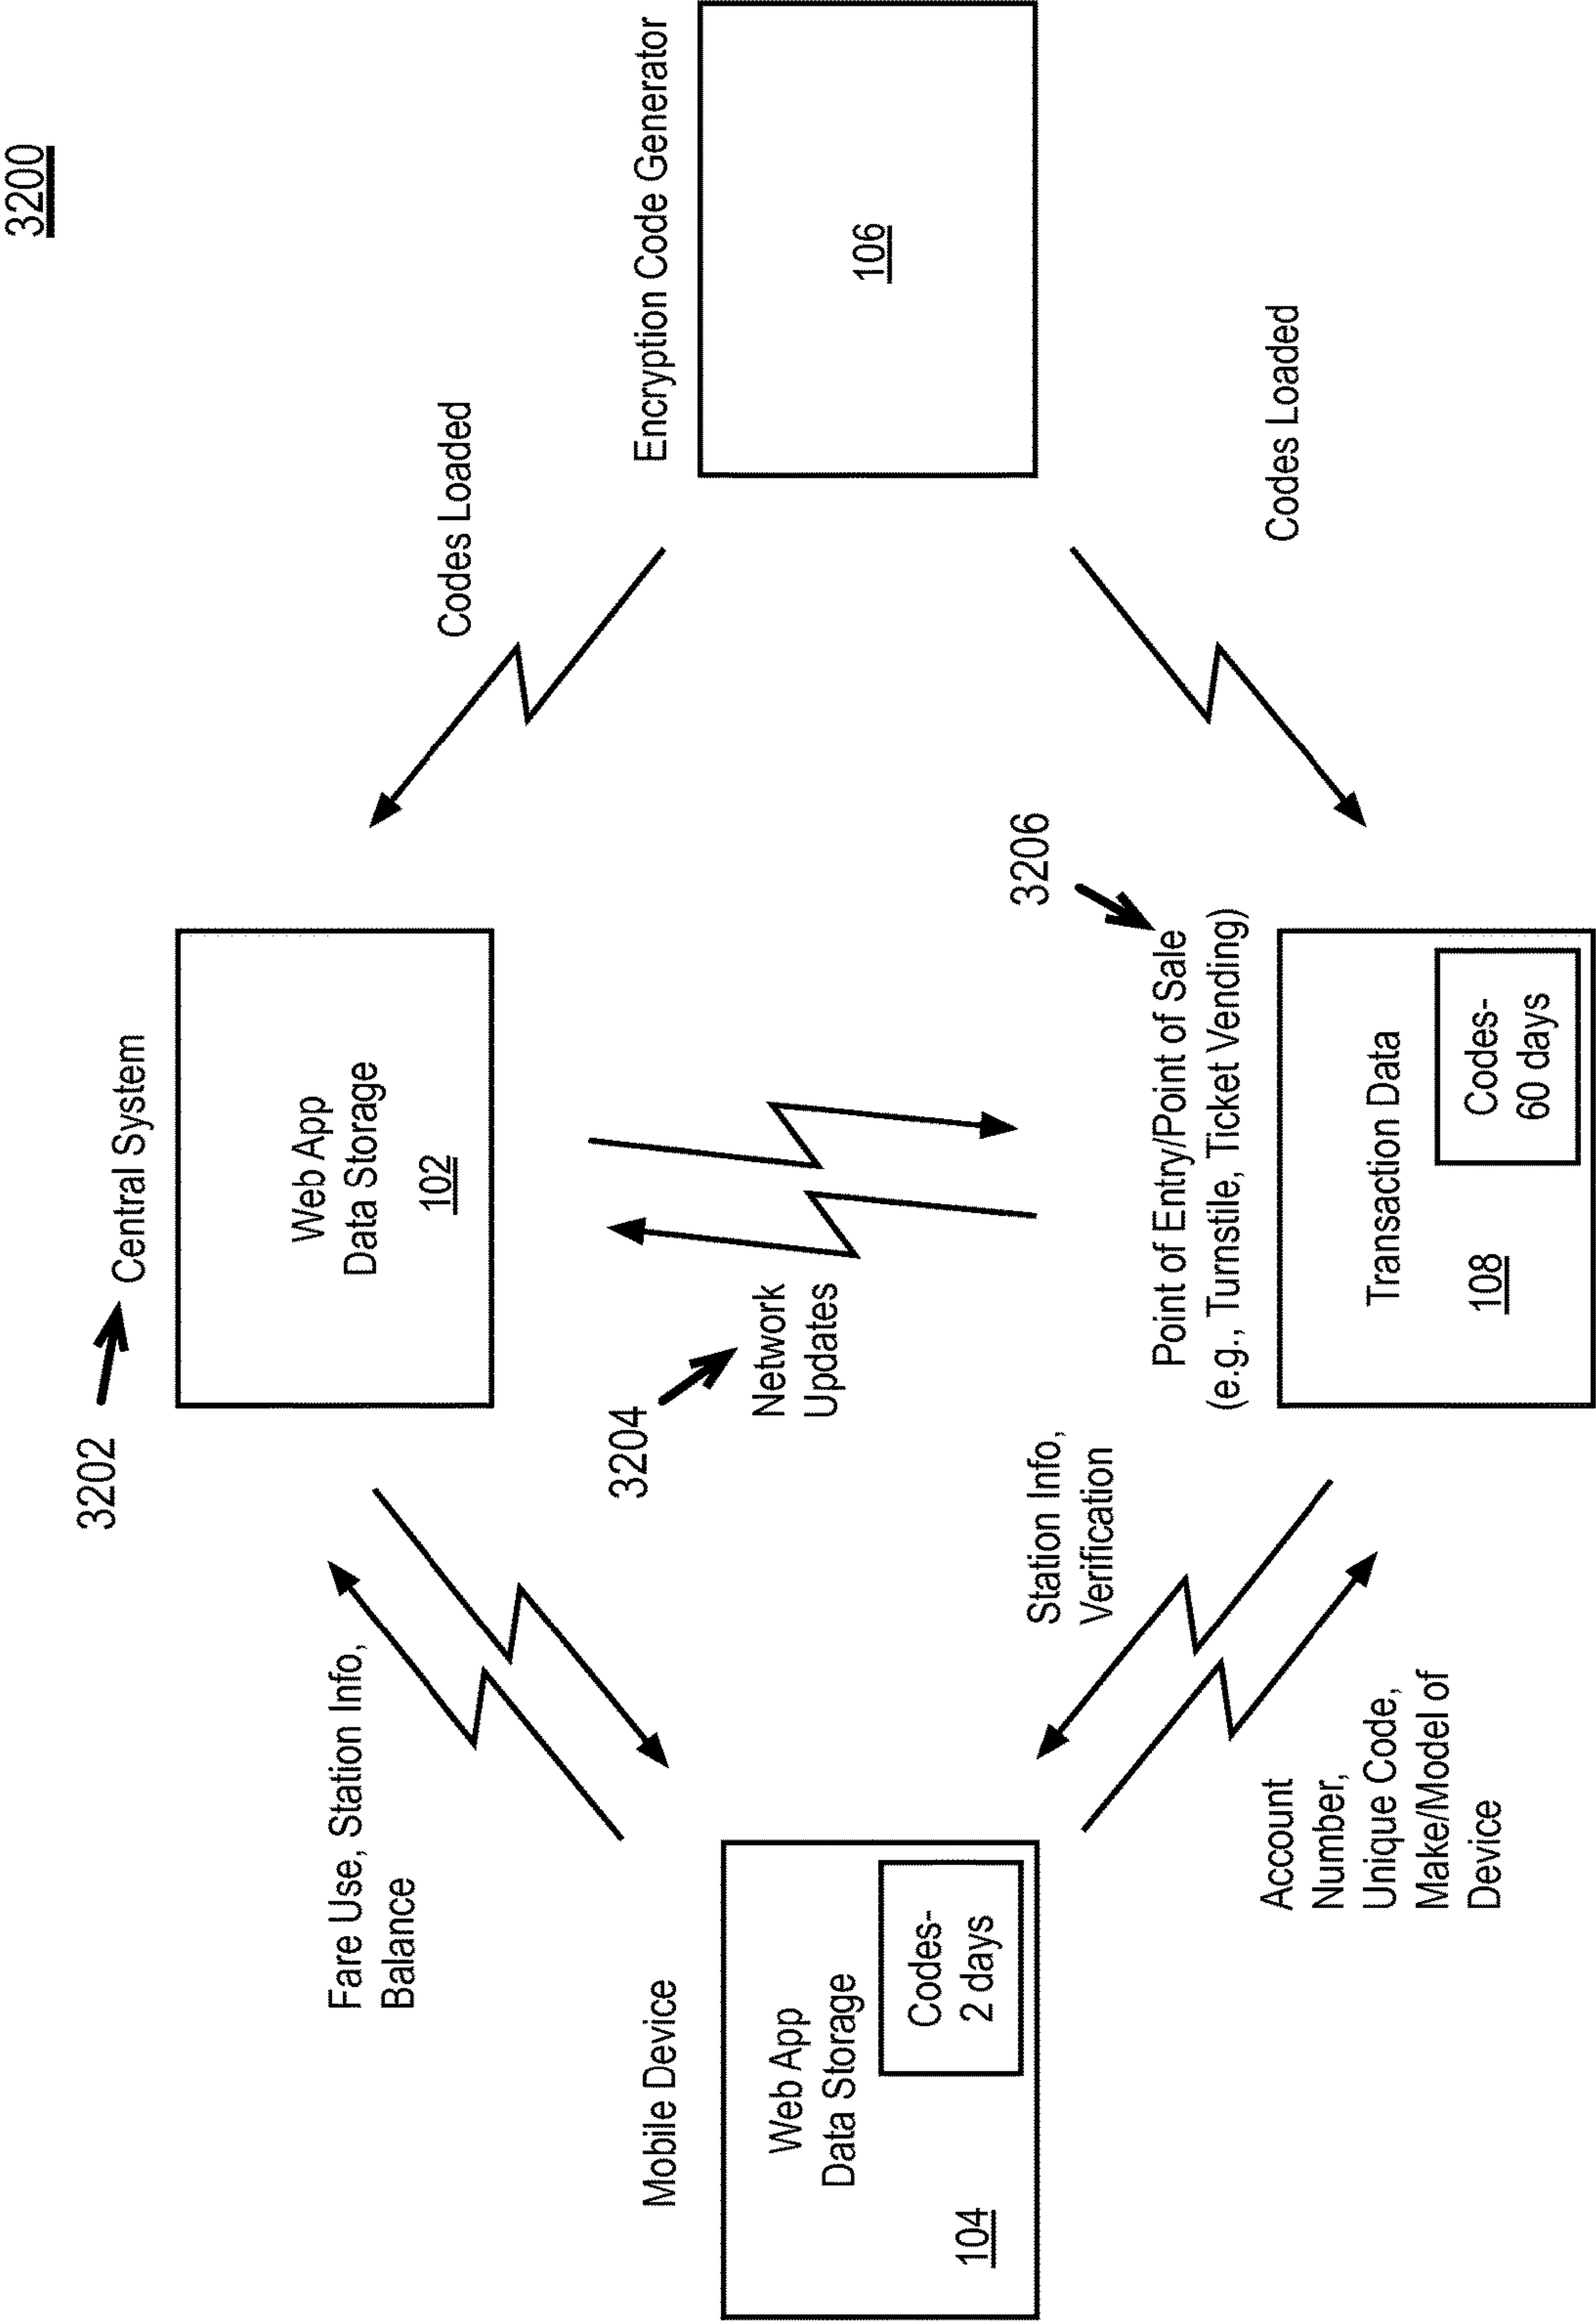 3200
3202
Central System
Web App
Data Storage
102
Fare Use, Station Info,
Balance
Codes Loaded
3204
Network
Updates
Mobile Device
Web App
Data Storage
104
Codes-
2 days
Encryption Code Generator
106
Station Info,
Verification
3206
Point of Entry/Point of Sale
(e.g., Turnstile, Ticket Vending)
Account
Number,
Unique Code,
Make/Model of
Device
Transaction Data
108
Codes-
60 days
Codes Loaded